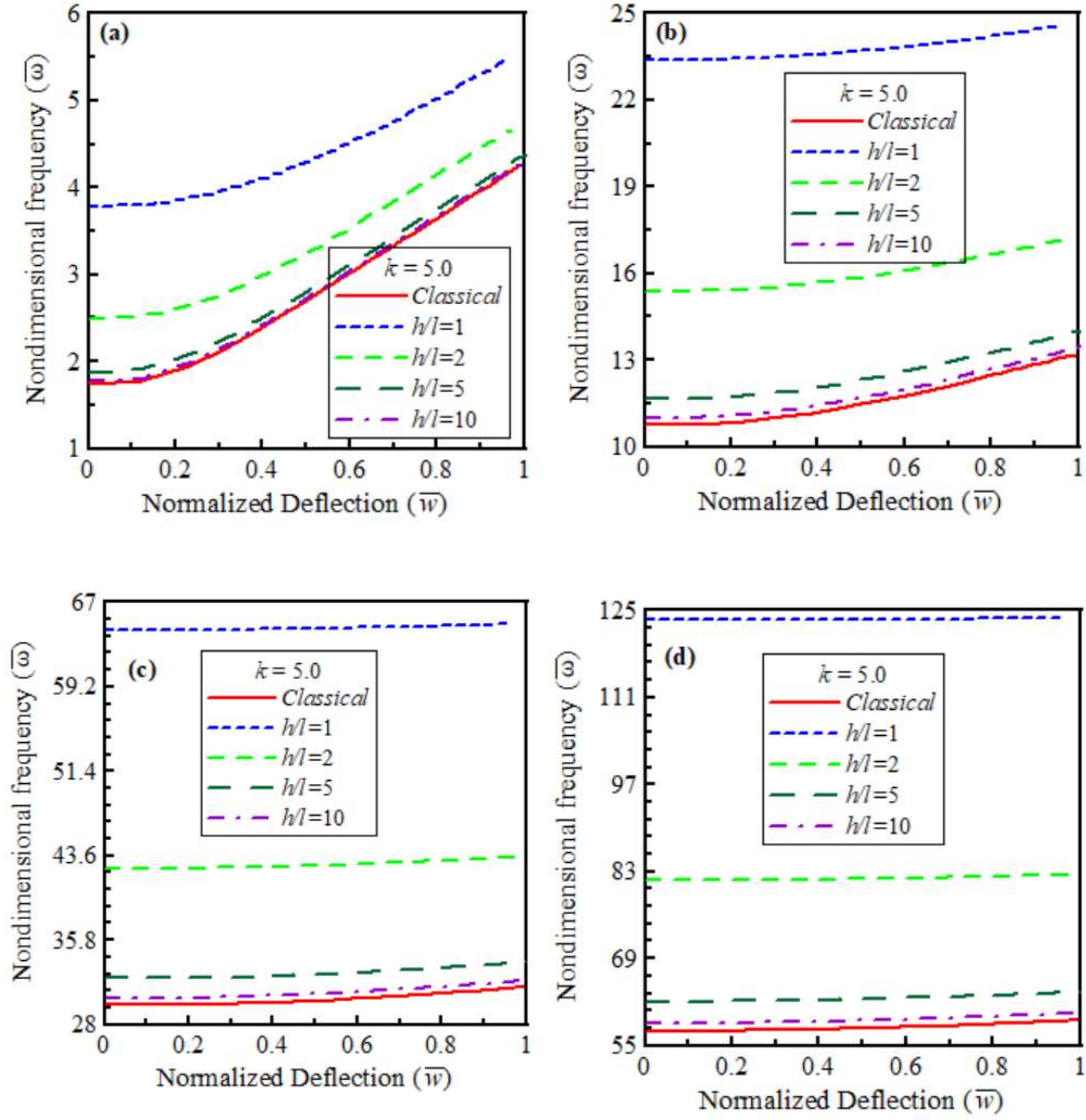 (a)
Nondimensional frequency (ω̅)
6
5
4
3
2
1
k = 5.0
Classical
h/l=1
h/l=2
h/l=5
h/l=10
0 0.2 0.4 0.6 0.8 1
Normalized Deflection (w̅)
(b)
Nondimensional frequency (ω̅)
25
22
19
16
13
10
k = 5.0
Classical
h/l=1
h/l=2
h/l=5
h/l=10
0 0.2 0.4 0.6 0.8 1
Normalized Deflection (w̅)
(c)
Nondimensional frequency (ω̅)
67
59.2
51.4
43.6
35.8
28
k = 5.0
Classical
h/l=1
h/l=2
h/l=5
h/l=10
0 0.2 0.4 0.6 0.8 1
Normalized Deflection (w̅)
(d)
Nondimensional frequency (ω̅)
125
111
97
83
69
55
k = 5.0
Classical
h/l=1
h/l=2
h/l=5
h/l=10
0 0.2 0.4 0.6 0.8 1
Normalized Deflection (w̅)